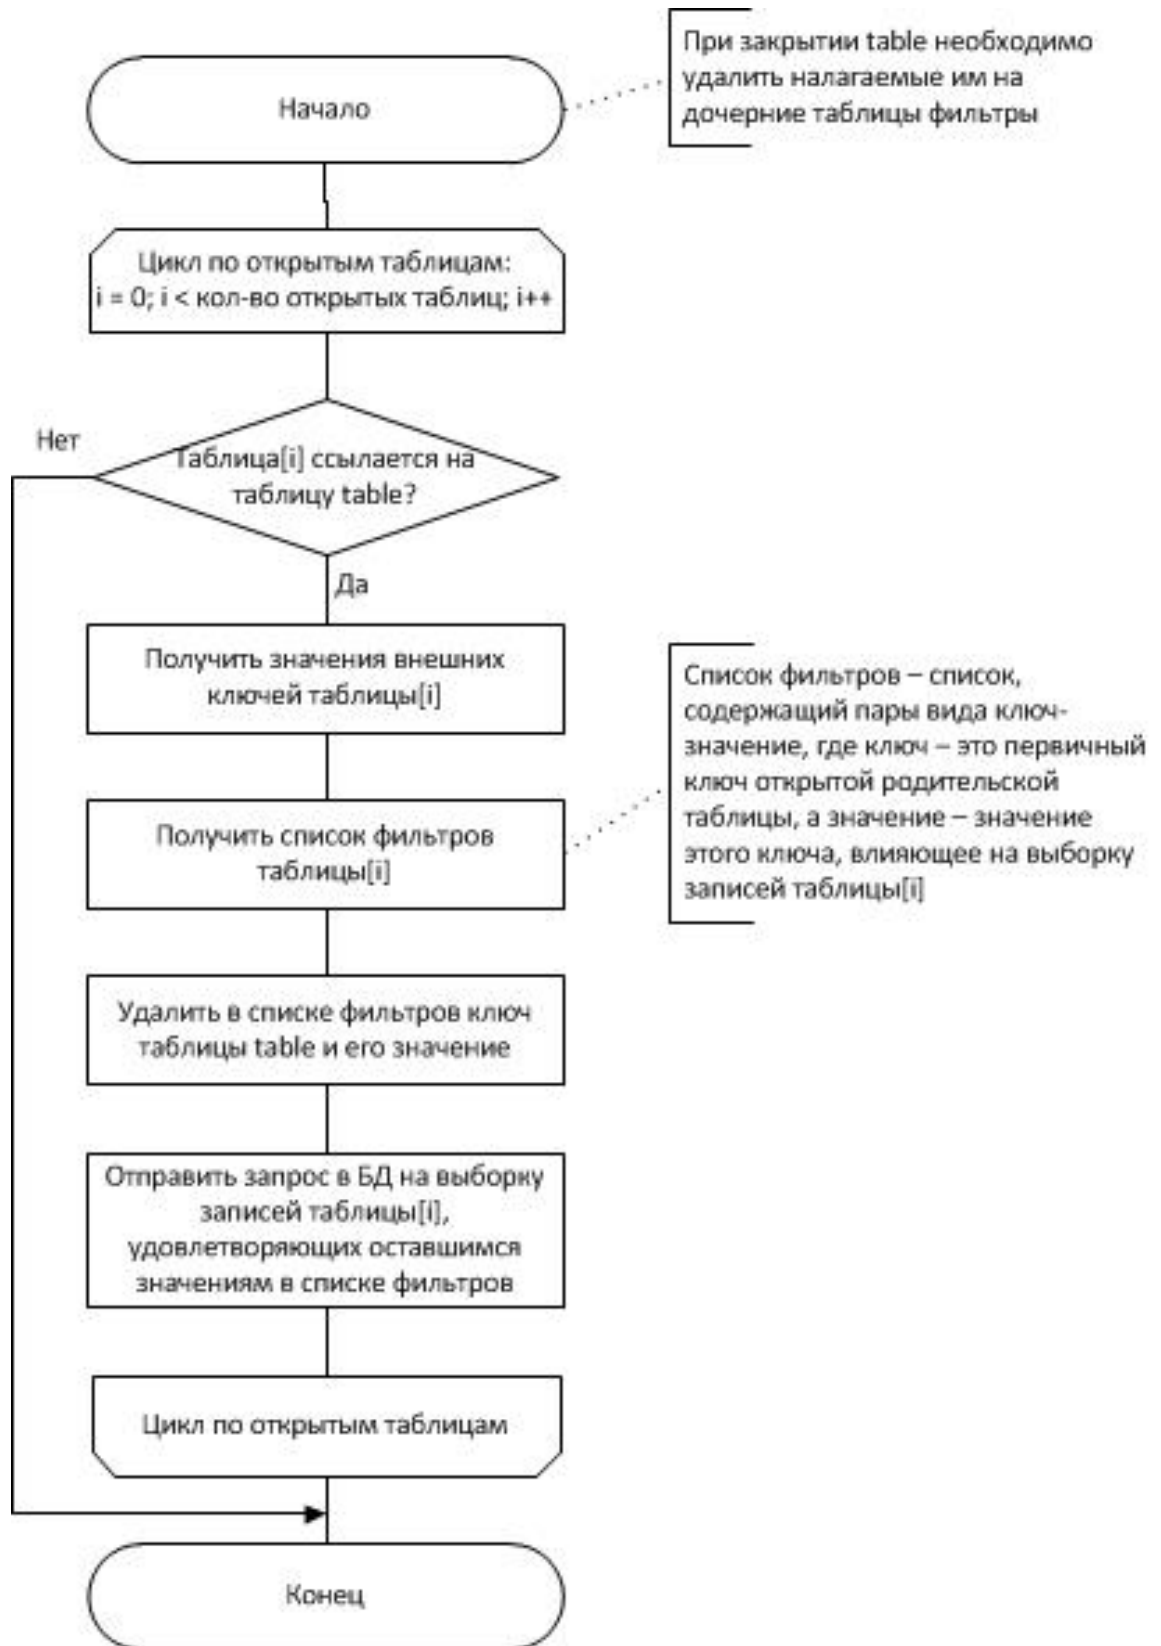 При закрытии table необходимо
удалить налагаемые им на
дочерние таблицы фильтры
Начало
Цикл по открытым таблицам:
i = 0; i < кол-во открытых таблиц; i++
Нет
Таблица[i] ссылается на
таблицу table?
Да
Получить значения внешних
ключей таблицы[i]
Получить список фильтров
таблицы[i]
Список фильтров – список,
содержащий пары вида ключ-
значение, где ключ – это первичный
ключ открытой родительской
таблицы, а значение – значение
этого ключа, влияющее на выборку
записей таблицы[i]
Удалить в списке фильтров ключ
таблицы table и его значение
Отправить запрос в БД на выборку
записей таблицы[i],
удовлетворяющих оставшимся
значениям в списке фильтров
Цикл по открытым таблицам
Конец